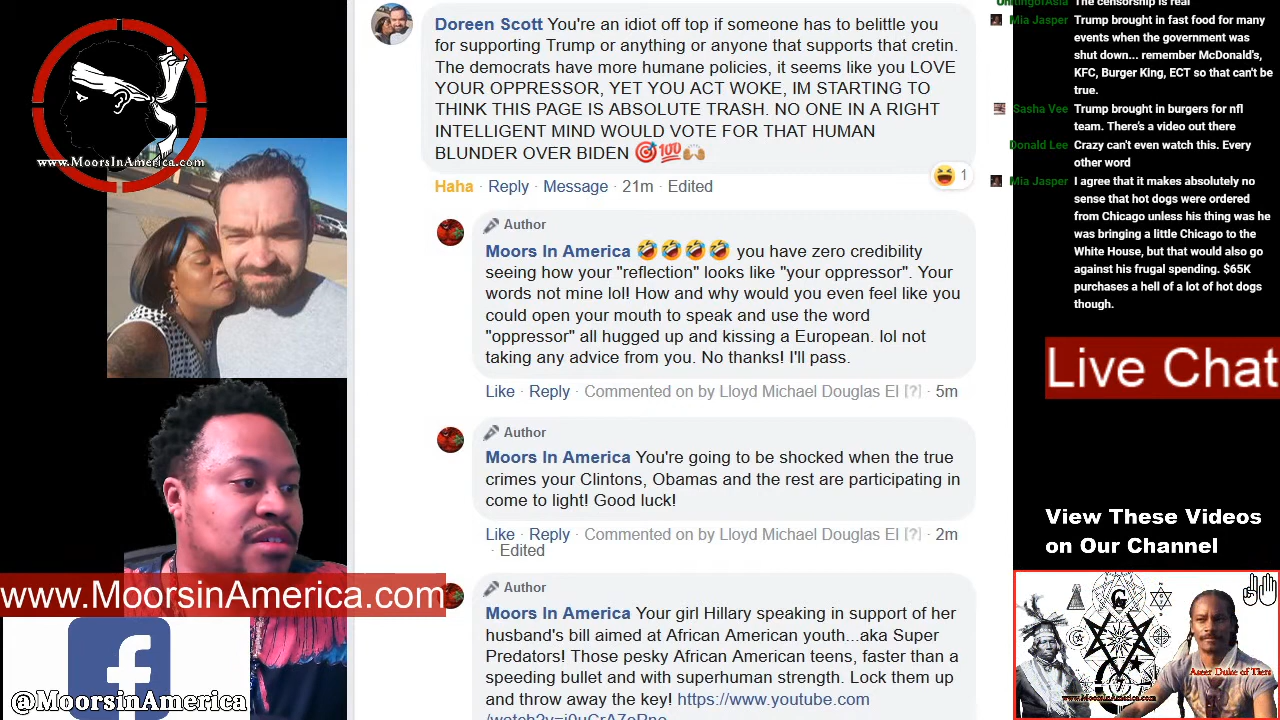 www.MoorsInAmerica.com
Doreen Scott You're an idiot off top if someone hasto belittle you
for supporting Trump or anything or anyone that supports that cretin.
The democrats have more humane policies, it seems like you LOVE
YOUR OPPRESSOR, YET YOU ACT WOKE, IM STARTING TO
THINK THIS PAGE IS ABSOLUTE TRASH. NO ONE IN A RIGHT
INTELLIGENT MIND WOULD VOTE FOR THAT HUMAN
BLUNDER OVER BIDEN 🎯💯🙌🏽
Haha · Reply · Message · 21m · Edited
😆 1
Author
Moors In America 🤣🤣🤣🤣 you have zero credibility
seeing how your "reflection" looks like "your oppressor". Your
words not mine lol! How and why would you even feel like you
could open your mouth to speak and use the word
"oppressor" all hugged up and kissing a European. lol not
taking any advice from you. No thanks! I'll pass.
Like · Reply · Commented on by Lloyd Michael Douglas El [?] · 5m
Author
Moors In America You're going to be shocked when the true
crimes your Clintons, Obamas and the rest are participating in
come to light! Good luck!
Like · Reply · Commented on by Lloyd Michael Douglas El [?] · 2m
· Edited
Author
Moors In America Your girl Hillary speaking in support of her
husband's bill aimed at African American youth...aka Super
Predators! Those pesky African American teens, faster than a
speeding bullet and with superhuman strength. Lock them up
and throw away the key! https://www.youtube.com
www.MoorsinAmerica.com
f
@MoorsinAmerica
UnitingofAsia The censorship is real
Mia Jasper Trump brought in fast food for many
events when the government was
shut down... remember McDonald's,
KFC, Burger King, ECT so that can't be
true.
Sasha Vee Trump brought in burgers for nfl
team. There's a video out there
Donald Lee Crazy can't even watch this. Every
other word
Mia Jasper I agree that it makes absolutely no
sense that hot dogs were ordered
from Chicago unless his thing was he
was bringing a little Chicago to the
White House, but that would also go
against his frugal spending. $65K
purchases a hell of a lot of hot dogs
though.
Live Chat
View These Videos
on Our Channel
G
Aseer Duke of Tiers
www.MoorsInAmerica.com